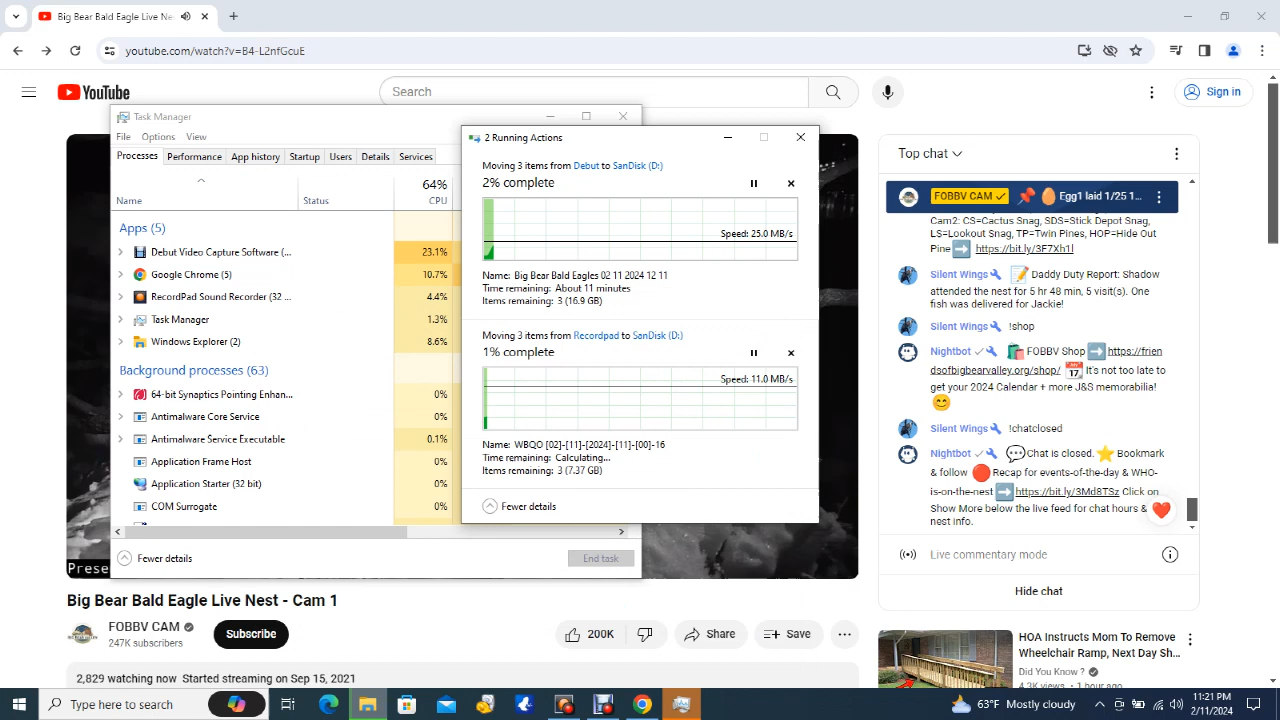 Big Bear Bald Eagle Live Nes
youtube.com/watch?v=B4-L2nfGcuE
YouTube
Search
Sign in
Task Manager
File Options View
Processes Performance App history Startup Users Details Services
64%
Name Status CPU
Apps (5)
Debut Video Capture Software (... 23.1%
Google Chrome (5) 10.7%
RecordPad Sound Recorder (32 ... 4.4%
Task Manager 1.3%
Windows Explorer (2) 8.6%
Background processes (63)
64-bit Synaptics Pointing Enhan... 0%
Antimalware Core Service 0%
Antimalware Service Executable 0.1%
Application Frame Host 0%
Application Starter (32 bit) 0%
COM Surrogate 0%
Fewer details
End task
Prese
2 Running Actions
Moving 3 items from Debut to SanDisk (D:)
2% complete
Speed: 25.0 MB/s
Name: Big Bear Bald Eagles 02 11 2024 12 11
Time remaining: About 11 minutes
Items remaining: 3 (16.9 GB)
Moving 3 items from Recordpad to SanDisk (D:)
1% complete
Speed: 11.0 MB/s
Name: WBQO [02]-[11]-[2024]-[11]-[00]-16
Time remaining: Calculating...
Items remaining: 3 (7.37 GB)
Fewer details
Big Bear Bald Eagle Live Nest - Cam 1
FOBBV CAM
247K subscribers
Subscribe
200K
Share
Save
2,829 watching now Started streaming on Sep 15, 2021
Top chat
FOBBV CAM Egg1 laid 1/25 1...
Cam2: CS=Cactus Snag, SDS=Stick Depot Snag,
LS=Lookout Snag, TP=Twin Pines, HOP=Hide Out
Pine https://bit.ly/3F7Xh1l
Silent Wings Daddy Duty Report: Shadow
attended the nest for 5 hr 48 min, 5 visit(s). One
fish was delivered for Jackie!
Silent Wings !shop
Nightbot FOBBV Shop https://frien
dsofbigbearvalley.org/shop/ It's not too late to
get your 2024 Calendar + more J&S memorabilia!
Silent Wings !chatclosed
Nightbot Chat is closed. Bookmark
& follow Recap for events-of-the-day & WHO-
is-on-the-nest https://bit.ly/3Md8TSz Click on
Show More below the live feed for chat hours &
nest info.
Live commentary mode
Hide chat
HOA Instructs Mom To Remove
Wheelchair Ramp, Next Day Sh...
Did You Know ?
4.3K views • 1 hour ago
Type here to search
63°F Mostly cloudy
11:21 PM
2/11/2024